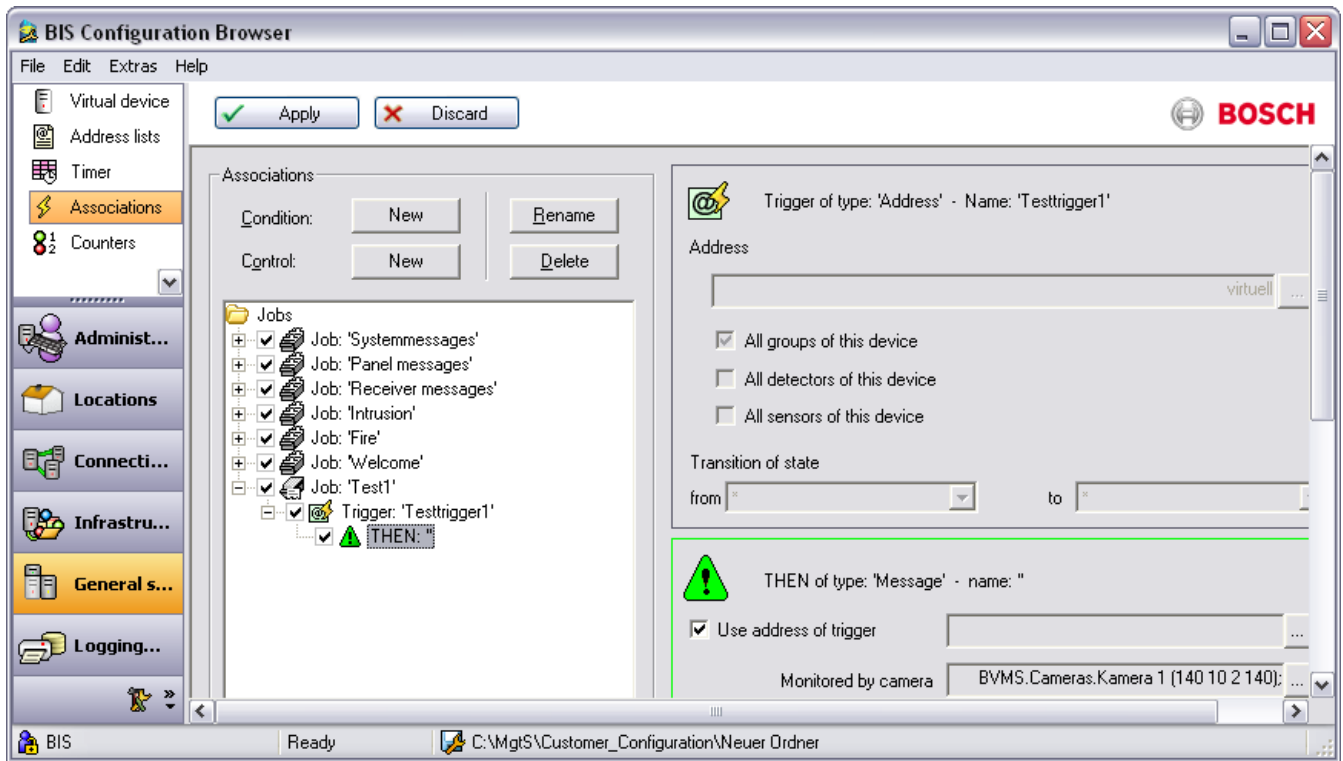 BIS Configuration Browser
File Edit Extras Help
Virtual device
Address lists
Timer
Associations
Counters
Administ...
Locations
Connecti...
Infrastru...
General s...
Logging...
Apply
Discard
BOSCH
Associations
Condition:
New
Rename
Control:
New
Delete
Jobs
Job: 'Systemmessages'
Job: 'Panel messages'
Job: 'Receiver messages'
Job: 'Intrusion'
Job: 'Fire'
Job: 'Welcome'
Job: 'Test1'
Trigger: 'Testtrigger1'
THEN: ''
Trigger of type: 'Address' - Name: 'Testtrigger1'
Address
virtuell
...
All groups of this device
All detectors of this device
All sensors of this device
Transition of state
from *
to *
THEN of type: 'Message' - name: ''
Use address of trigger
...
Monitored by camera
BVMS.Cameras.Kamera 1 (140 10 2 140);
...
BIS
Ready
C:\MgtS\Customer_Configuration\Neuer Ordner